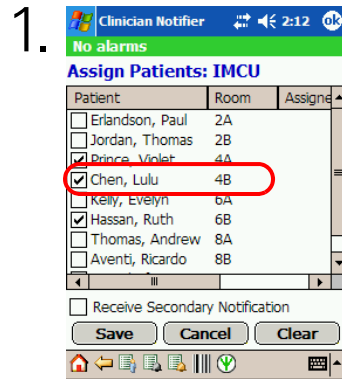 1.
Clinician Notifier 2:12 ok
No alarms
Assign Patients: IMCU
Patient Room Assigne
Erlandson, Paul 2A
Jordan, Thomas 2B
Prince, Violet 4A
Chen, Lulu 4B
Kelly, Evelyn 6A
Hassan, Ruth 6B
Thomas, Andrew 8A
Aventi, Ricardo 8B
Receive Secondary Notification
Save Cancel Clear